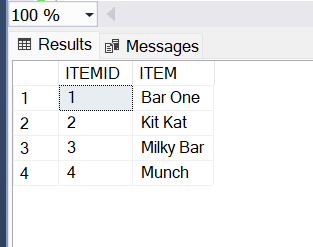 100 %
Results Messages
ITEMID ITEM
1 1 Bar One
2 2 Kit Kat
3 3 Milky Bar
4 4 Munch